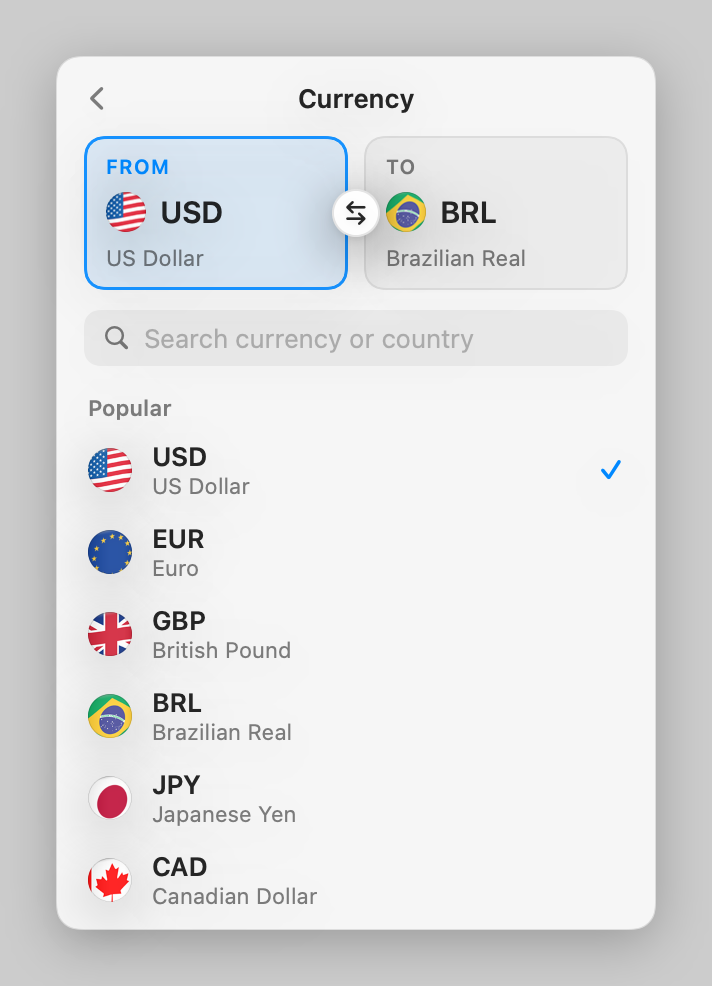 Currency
FROM
USD
US Dollar
TO
BRL
Brazilian Real
Search currency or country
Popular
USD
US Dollar
EUR
Euro
GBP
British Pound
BRL
Brazilian Real
JPY
Japanese Yen
CAD
Canadian Dollar